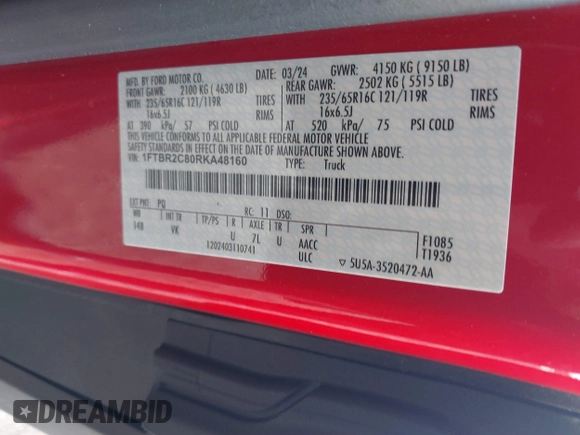 MFD. BY FORD MOTOR CO. DATE: 03/24 GVWR: 4150 KG ( 9150 LB)
FRONT GAWR: 2100 KG ( 4630 LB) REAR GAWR: 2502 KG ( 5515 LB)
WITH 235/65R16C 121/119R TIRES WITH 235/65R16C 121/119R TIRES
16x6.5J RIMS 16x6.5J RIMS
AT 390 kPa/ 57 PSI COLD AT 520 kPa/ 75 PSI COLD
THIS VEHICLE CONFORMS TO ALL APPLICABLE FEDERAL MOTOR VEHICLE
SAFETY STANDARDS IN EFFECT ON THE DATE OF MANUFACTURE SHOWN ABOVE.
VIN: 1FTBR2C80RKA48160 TYPE: Truck
EXT PNT: PQ RC: 11 DSO:
WB INT TR TP/PS R AXLE TR SPR
148 VK U 7L U AACC
ULC
F1085
T1936
1202403110741
▽ 5U5A-3520472-AA
DREAMBID